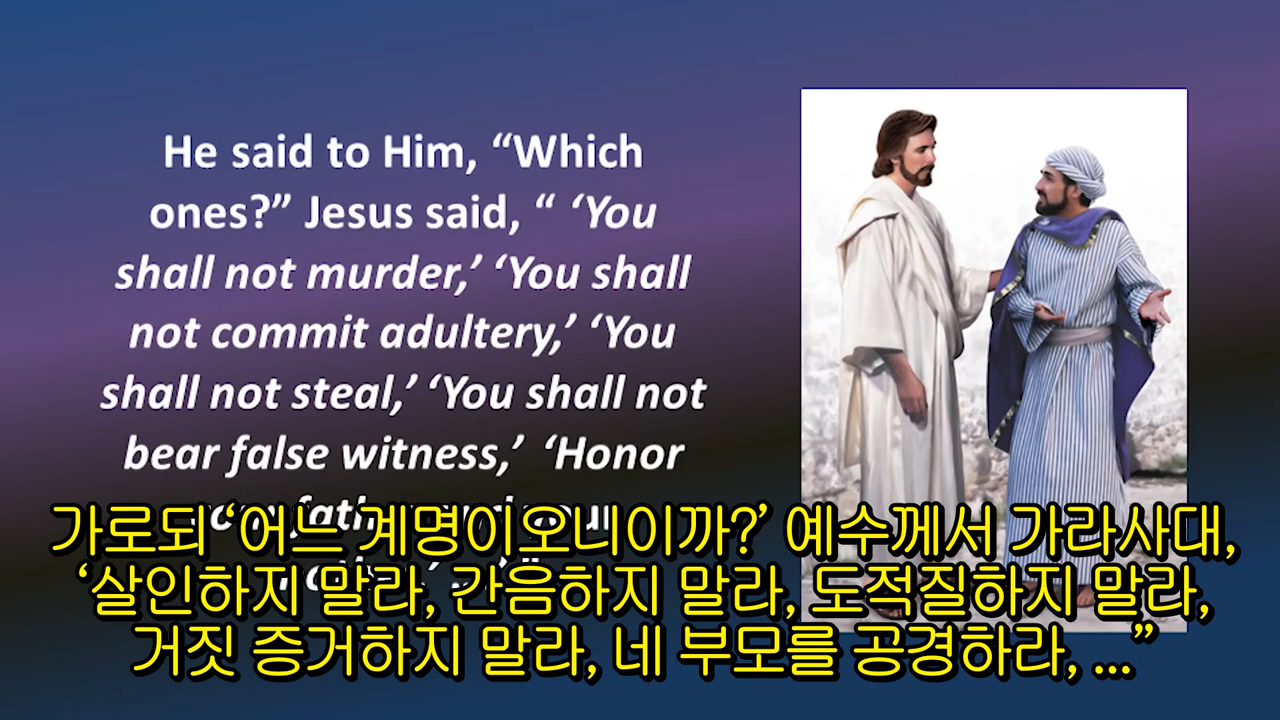 He said to Him, “Which
ones?” Jesus said, “ ‘You
shall not murder,’ ‘You shall
not commit adultery,’ ‘You
shall not steal,’ ‘You shall not
bear false witness,’ ‘Honor
가로되 ‘어느 계명이오니이까?’ 예수께서 가라사대,
‘살인하지 말라, 간음하지 말라, 도적질하지 말라,
거짓 증거하지 말라, 네 부모를 공경하라, ...”